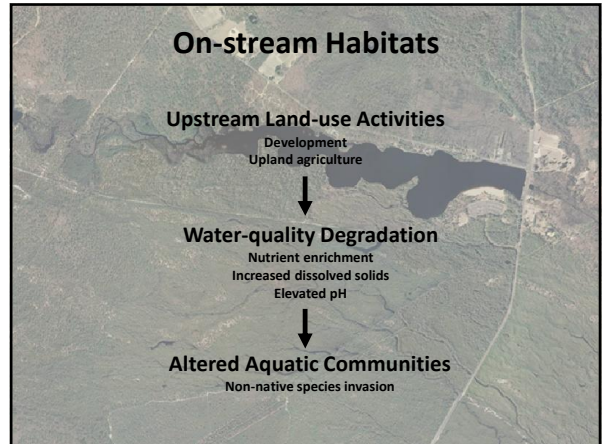 On-stream Habitats
Upstream Land-use Activities
Development
Upland agriculture
Water-quality Degradation
Nutrient enrichment
Increased dissolved solids
Elevated pH
Altered Aquatic Communities
Non-native species invasion